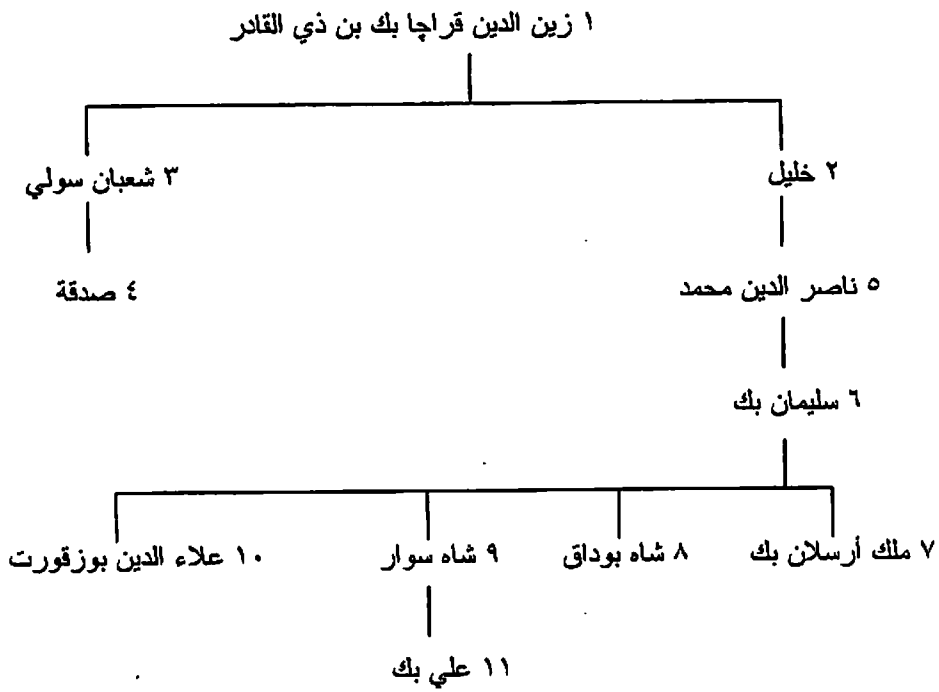 ١ زين الدين قراچا بك بن ذي القادر
٢ خليل
٣ شعبان سولي
٤ صدقة
٥ ناصر الدين محمد
٦ سليمان بك
٧ ملك أرسلان بك
٨ شاه بوداق
٩ شاه سوار
١٠ علاء الدين بوزقورت
١١ علي بك